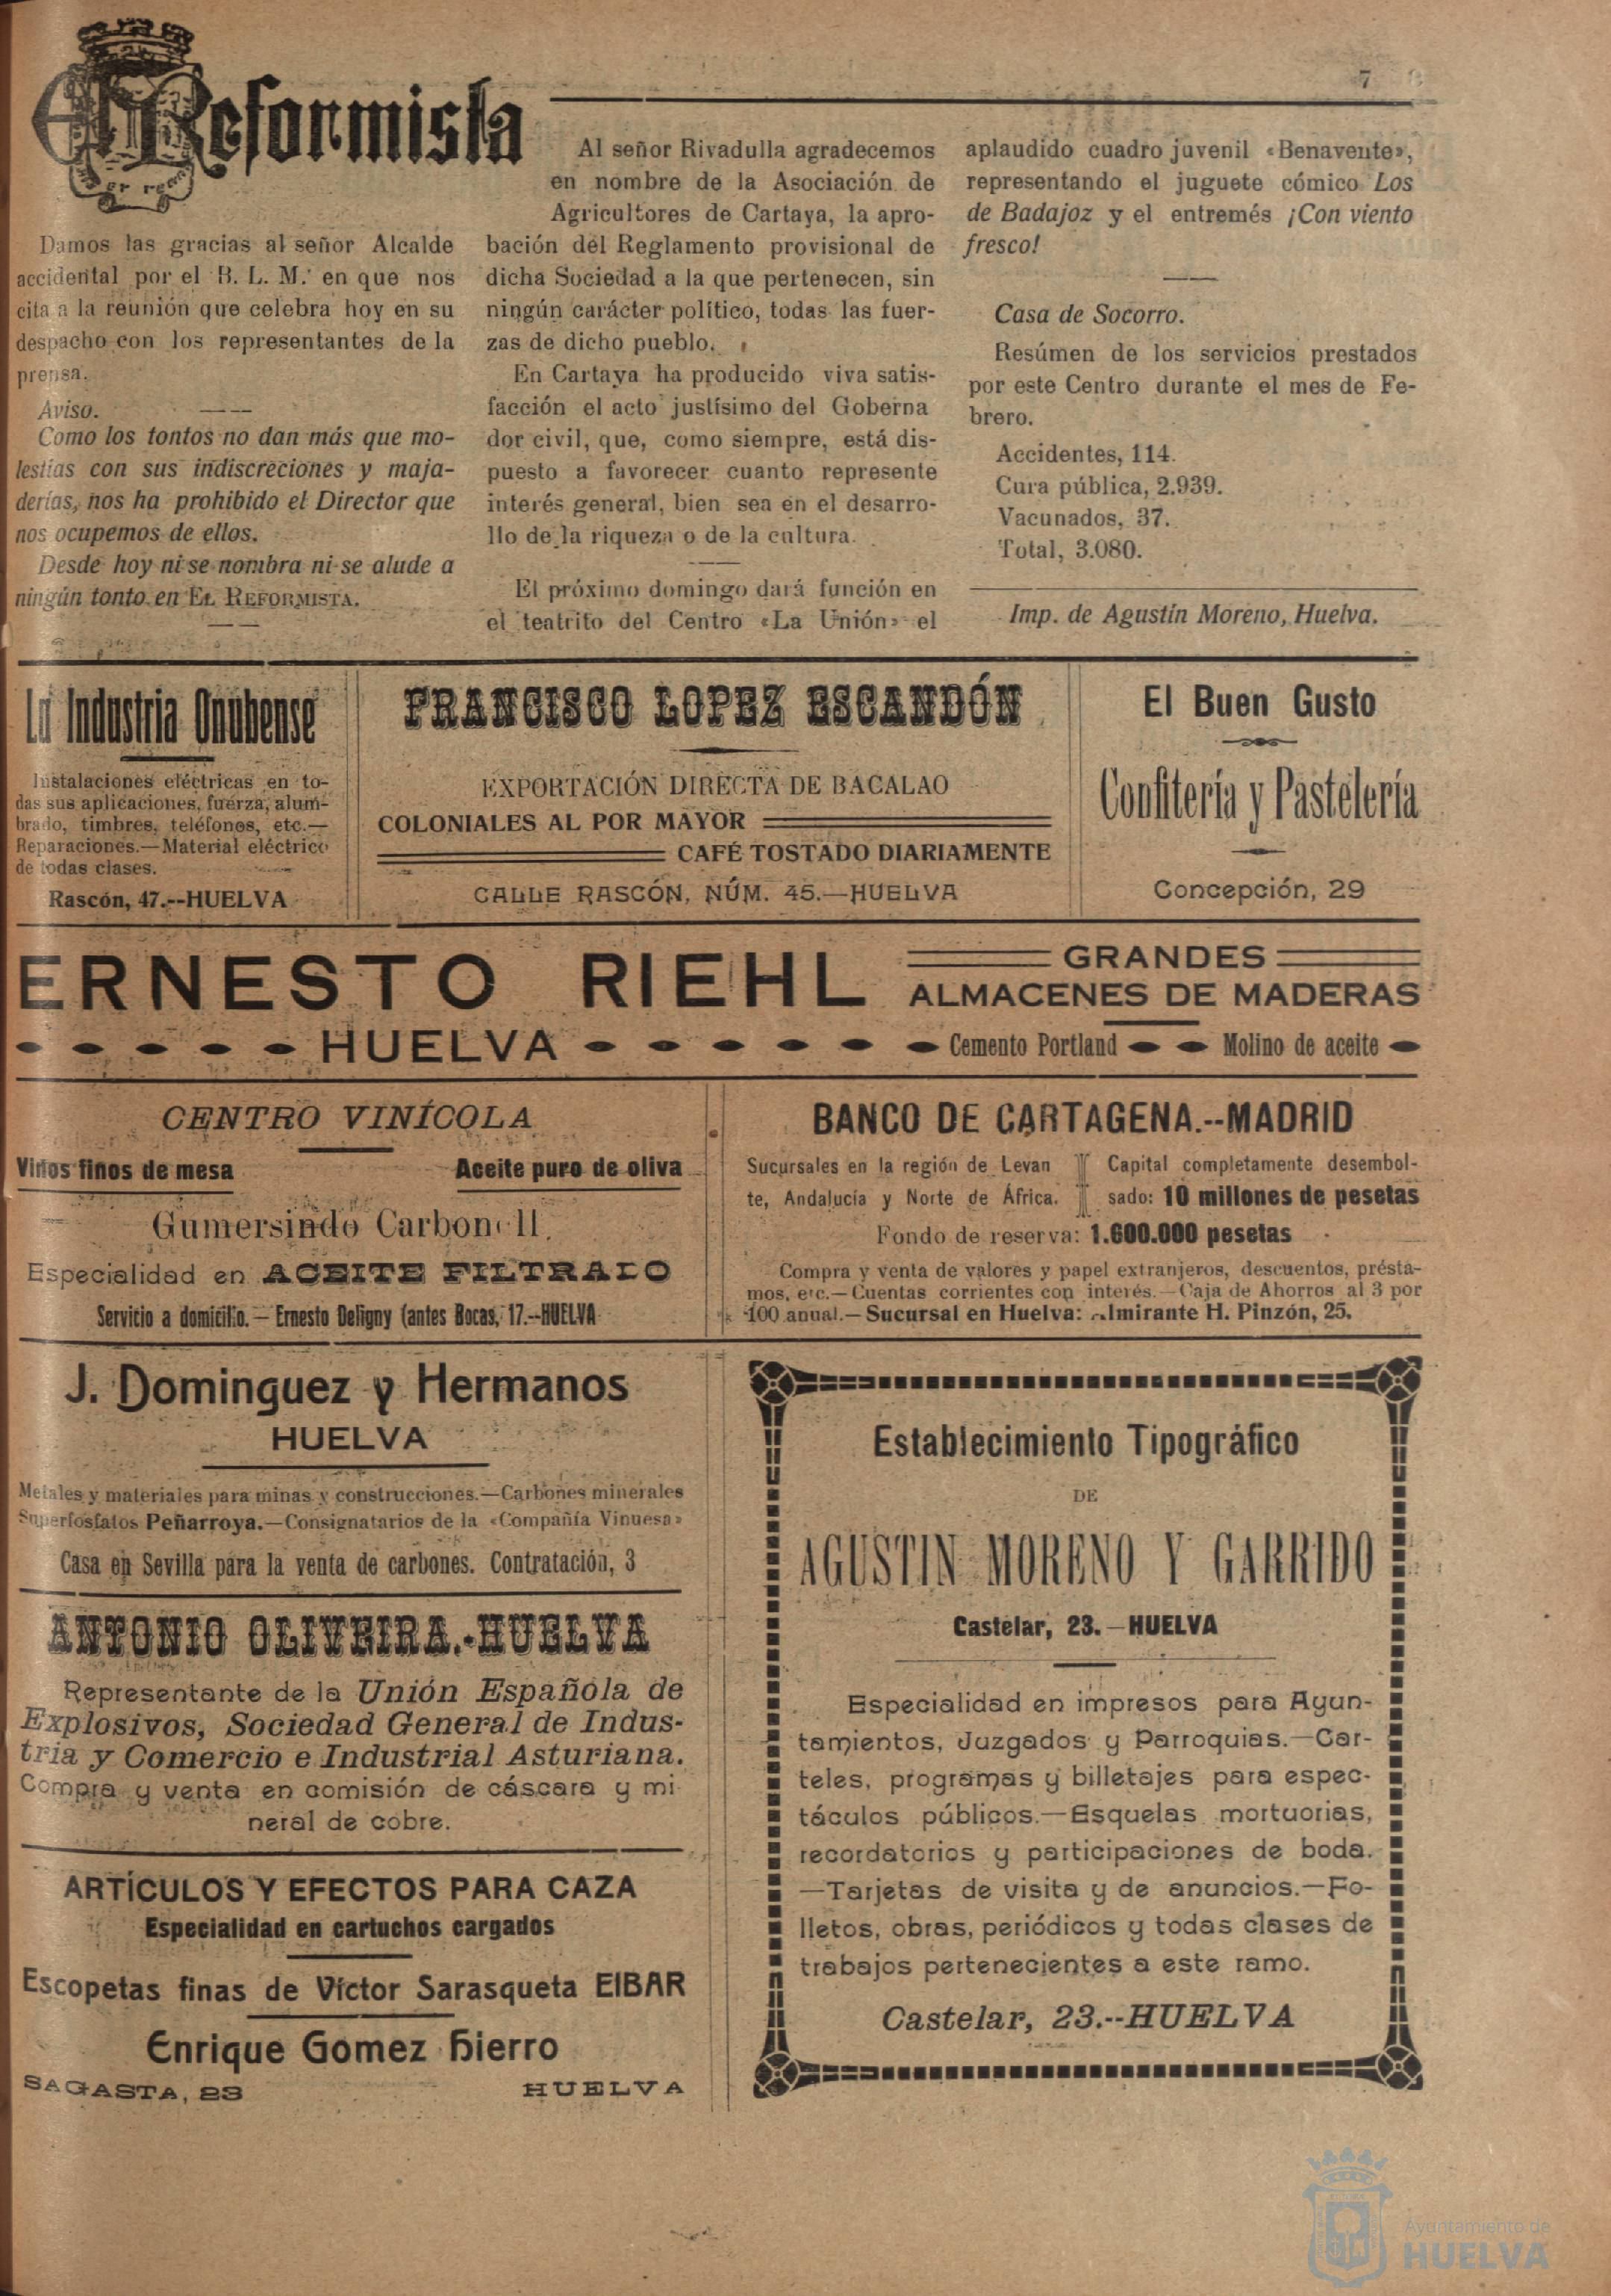 El Reformista
7
Damos las gracias al señor Alcalde
accidental por el B. L. M. en que nos
cita a la reunión que celebra hoy en su
despacho con los representantes de la
prensa.
Aviso.
Como los tontos no dan más que mo-
lestias con sus indiscreciones y maja-
derías, nos ha prohibido el Director que
nos ocupemos de ellos.
Desde hoy ni se nombra ni se alude a
ningún tonto en EL REFORMISTA.
Al señor Rivadulla agradecemos
en nombre de la Asociación de
Agricultores de Cartaya, la apro-
bación del Reglamento provisional de
dicha Sociedad a la que pertenecen, sin
ningún carácter político, todas las fuer-
zas de dicho pueblo.
En Cartaya ha producido viva satis-
facción el acto justísimo del Goberna
dor civil, que, como siempre, está dis-
puesto a favorecer cuanto represente
interés general, bien sea en el desarro-
llo de la riqueza o de la cultura.
El próximo domingo dará función en
el teatrito del Centro «La Unión» el
aplaudido cuadro juvenil «Benavente»,
representando el juguete cómico Los
de Badajoz y el entremés ¡Con viento
fresco!
Casa de Socorro.
Resúmen de los servicios prestados
por este Centro durante el mes de Fe-
brero.
Accidentes, 114.
Cura pública, 2.939.
Vacunados, 37.
Total, 3.080.
Imp. de Agustín Moreno, Huelva.
La Industria Onubense
Instalaciones eléctricas en to-
das sus aplicaciones, fuerza, alum-
brado, timbres, teléfonos, etc.—
Reparaciones.—Material eléctrico
de todas clases.
Rascón, 47.--HUELVA
FRANCISCO LOPEZ ESCANDÓN
EXPORTACIÓN DIRECTA DE BACALAO
COLONIALES AL POR MAYOR
CAFÉ TOSTADO DIARIAMENTE
CALLE RASCÓN, NÚM. 45.—HUELVA
El Buen Gusto
Confitería y Pastelería
Concepción, 29
ERNESTO RIEHL
HUELVA
GRANDES
ALMACENES DE MADERAS
Cemento Portland
Molino de aceite
CENTRO VINÍCOLA
Vinos finos de mesa
Aceite puro de oliva
Gumersindo Carbonell
Especialidad en ACEITE FILTRADO
Servicio a domicilio.— Ernesto Deligny (antes Bocas, 17.--HUELVA
BANCO DE CARTAGENA.--MADRID
Sucursales en la región de Levan
te, Andalucía y Norte de África.
Capital completamente desembol-
sado: 10 millones de pesetas
Fondo de reserva: 1.600.000 pesetas
Compra y venta de valores y papel extranjeros, descuentos, présta-
mos, etc.—Cuentas corrientes con interés.—Caja de Ahorros al 3 por
100 anual.—Sucursal en Huelva: Almirante H. Pinzón, 25.
J. Dominguez y Hermanos
HUELVA
Metales y materiales para minas y construcciones.—Carbones minerales
Superfosfatos Peñarroya.—Consignatarios de la «Compañía Vinuesa»
Casa en Sevilla para la venta de carbones. Contratación, 3
ANTONIO OLIVEIRA.-HUELVA
Representante de la Unión Española de
Explosivos, Sociedad General de Indus-
tria y Comercio e Industrial Asturiana.
Compra y venta en comisión de cáscara y mi
neral de cobre.
ARTÍCULOS Y EFECTOS PARA CAZA
Especialidad en cartuchos cargados
Escopetas finas de Víctor Sarasqueta EIBAR
Enrique Gomez Hierro
SAGASTA, 23
HUELVA
Establecimiento Tipográfico
DE
AGUSTIN MORENO Y GARRIDO
Castelar, 23.—HUELVA
Especialidad en impresos para Ayun-
tamientos, Juzgados y Parroquias.—Car-
teles, programas y billetajes para espec-
táculos públicos.—Esquelas mortuorias,
recordatorios y participaciones de boda.
—Tarjetas de visita y de anuncios.—Fo-
lletos, obras, periódicos y todas clases de
trabajos pertenecientes a este ramo.
Castelar, 23.--HUELVA
Ayuntamiento de
HUELVA